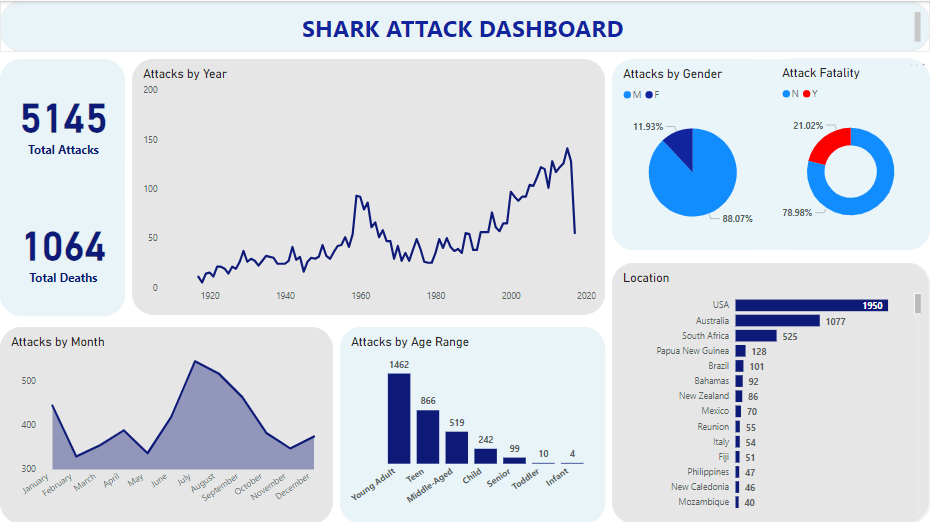 SHARK ATTACK DASHBOARD
5145
Total Attacks
1064
Total Deaths
Attacks by Year
200
150
100
50
0
1920 1940 1960 1980 2000 2020
Attacks by Gender
M F
11.93%
88.07%
Attack Fatality
N Y
21.02%
78.98%
Attacks by Month
500
400
300
January February March April May June July August September October November December
Attacks by Age Range
1462 866 519 242 99 10 4
Young Adult Teen Middle-Aged Child Senior Toddler Infant
Location
USA 1950
Australia 1077
South Africa 525
Papua New Guinea 128
Brazil 101
Bahamas 92
New Zealand 86
Mexico 70
Reunion 55
Italy 54
Fiji 51
Philippines 47
New Caledonia 46
Mozambique 40